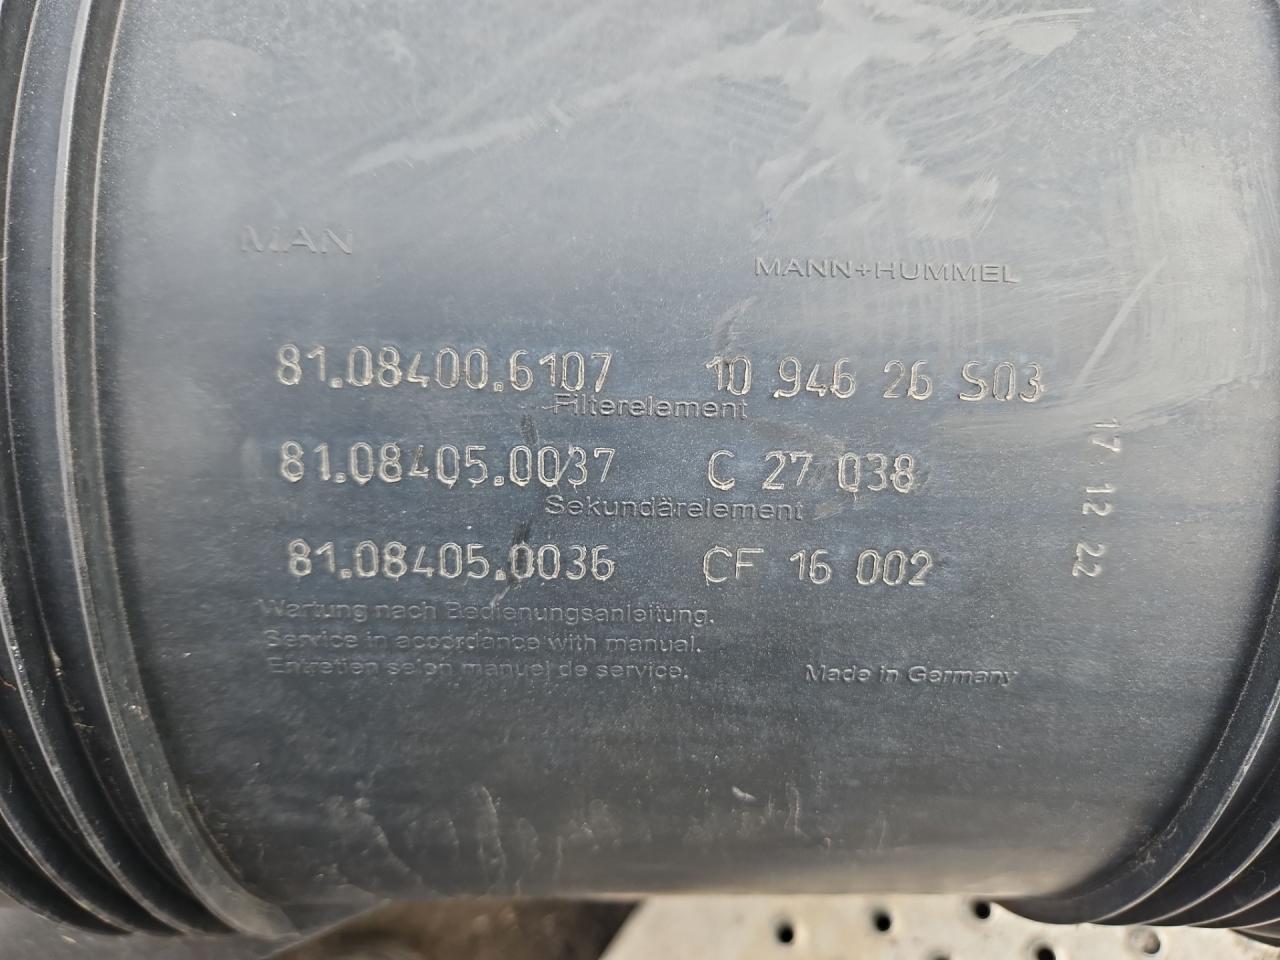 MAN
MANN+HUMMEL
81.08400.6107 10 946 26 S03
Filterelement
81.08405.0037 C 27 038
Sekundärelement
81.08405.0036 CF 16 002
Wartung nach Bedienungsanleitung.
Service in accordance with manual.
Entretien selon manuel de service.
Made in Germany
17 12 22